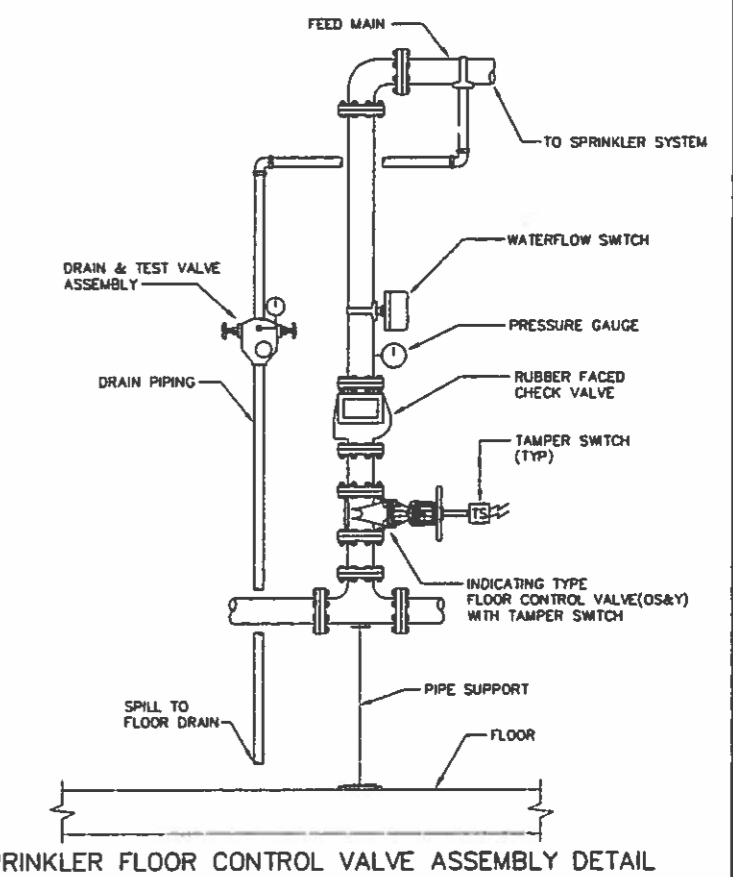 FEED MAIN
TO SPRINKLER SYSTEM
WATERFLOW SWITCH
DRAIN & TEST VALVE
ASSEMBLY
PRESSURE GAUGE
DRAIN PIPING
RUBBER FACED
CHECK VALVE
TAMPER SWITCH
(TYP)
TS
INDICATING TYPE
FLOOR CONTROL VALVE(OS&Y)
WITH TAMPER SWITCH
PIPE SUPPORT
SPILL TO
FLOOR DRAIN
FLOOR
PRINKLER FLOOR CONTROL VALVE ASSEMBLY DETAIL